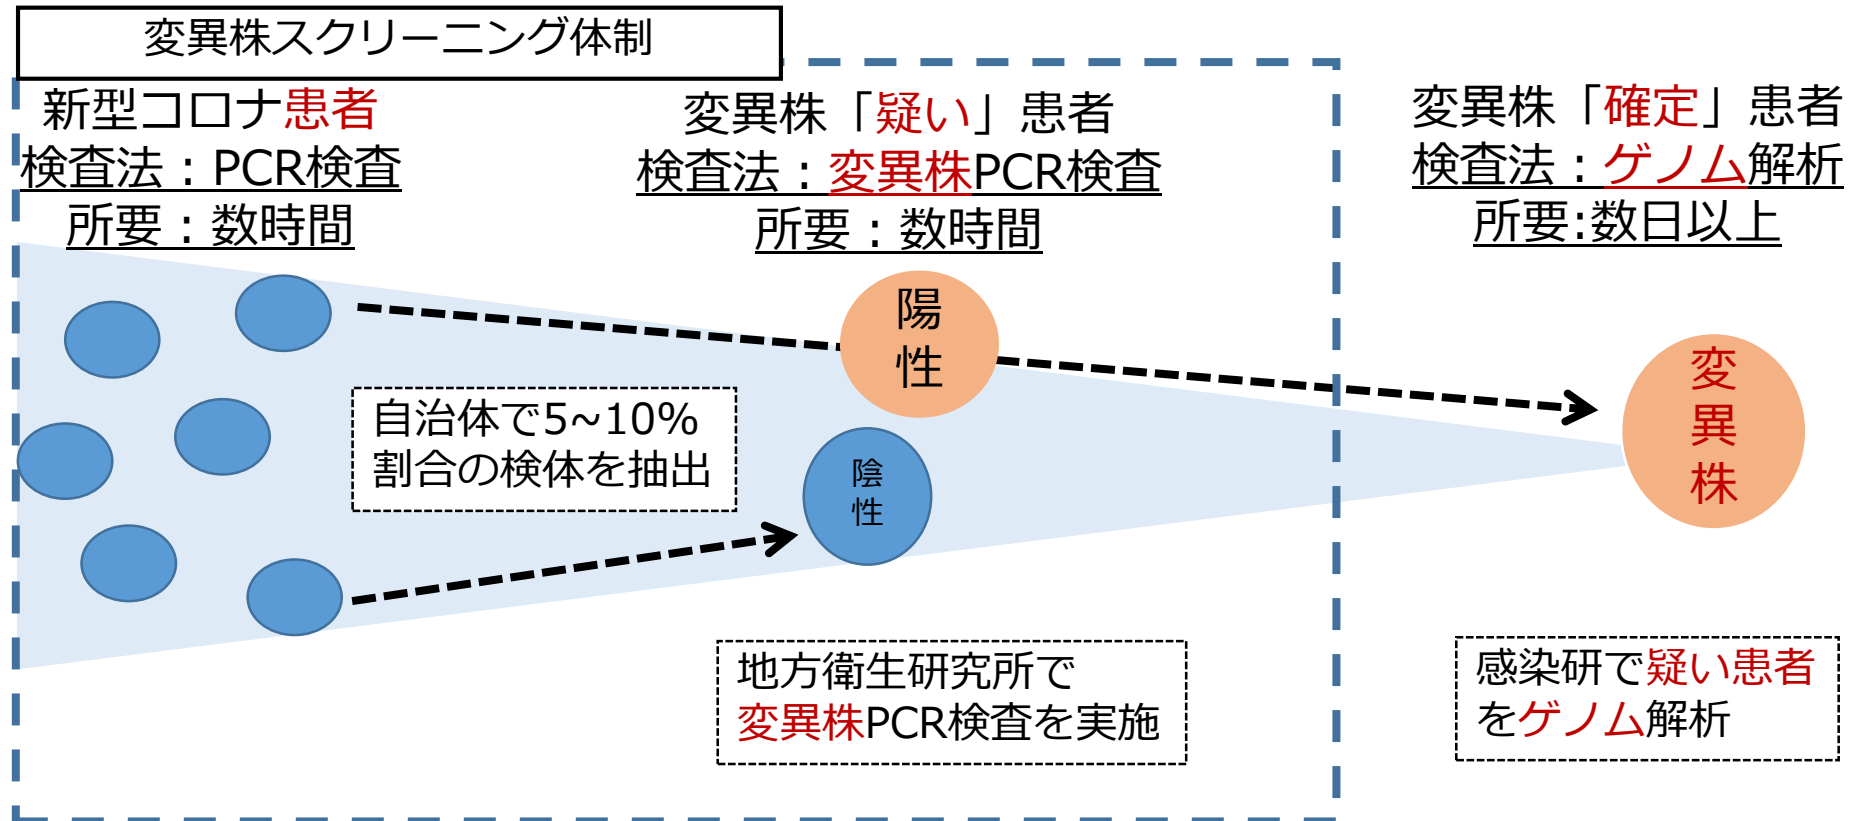 変異株スクリーニング体制
新型コロナ患者
検査法：PCR検査
所要：数時間
変異株「疑い」患者
検査法：変異株PCR検査
所要：数時間
変異株「確定」患者
検査法：ゲノム解析
所要:数日以上
自治体で5~10%
割合の検体を抽出
陽
性
陰
性
変
異
株
地方衛生研究所で
変異株PCR検査を実施
感染研で疑い患者
をゲノム解析